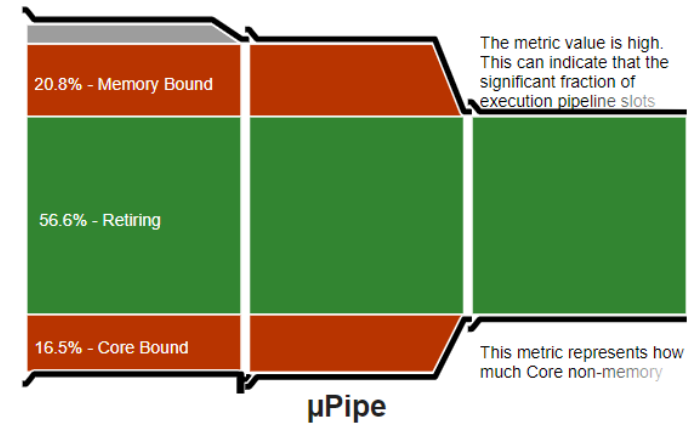 The metric value is high.
This can indicate that the
significant fraction of
execution pipeline slots
20.8% - Memory Bound
56.6% - Retiring
16.5% - Core Bound
This metric represents how
much Core non-memory
µPipe